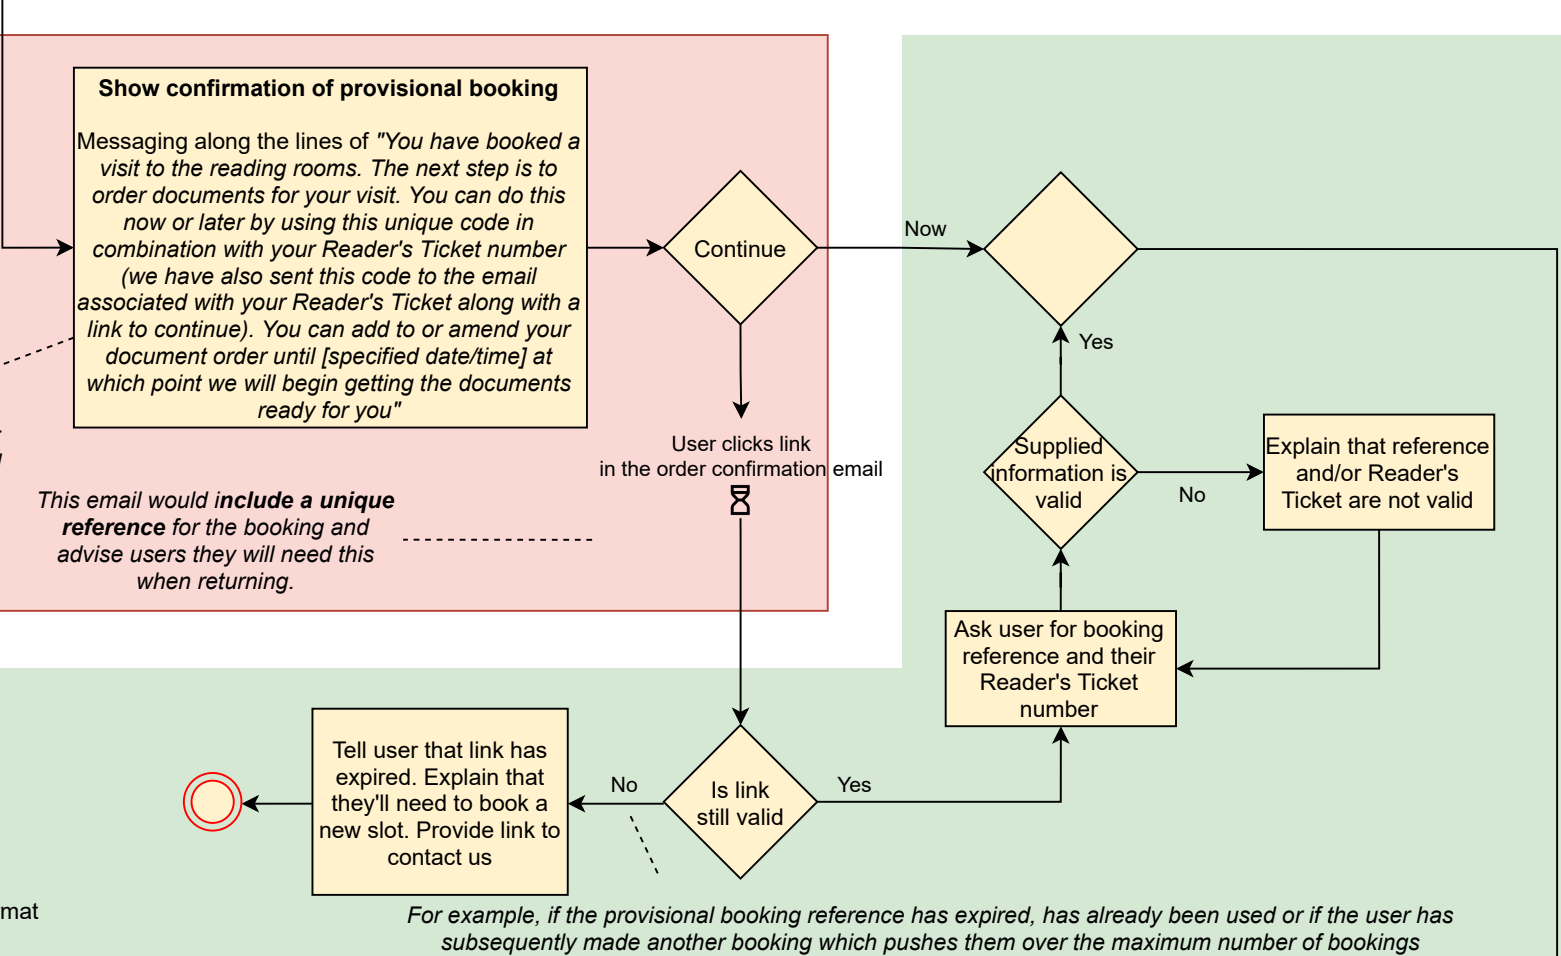 Show confirmation of provisional booking
Messaging along the lines of "You have booked a
visit to the reading rooms. The next step is to
order documents for your visit. You can do this
now or later by using this unique code in
combination with your Reader's Ticket number
(we have also sent this code to the email
associated with your Reader's Ticket along with a
link to continue). You can add to or amend your
document order until [specified date/time] at
which point we will begin getting the documents
ready for you"
Continue
Now
User clicks link
in the order confirmation email
This email would include a unique
reference for the booking and
advise users they will need this
when returning.
Yes
Supplied
information is
valid
No
Explain that reference
and/or Reader's
Ticket are not valid
Ask user for booking
reference and their
Reader's Ticket
number
Is link
still valid
Yes
No
Tell user that link has
expired. Explain that
they'll need to book a
new slot. Provide link to
contact us
mat
For example, if the provisional booking reference has expired, has already been used or if the user has
subsequently made another booking which pushes them over the maximum number of bookings